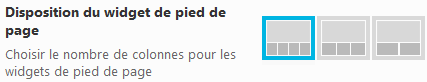 Disposition du widget de pied de
page
Choisir le nombre de colonnes pour les
widgets de pied de page